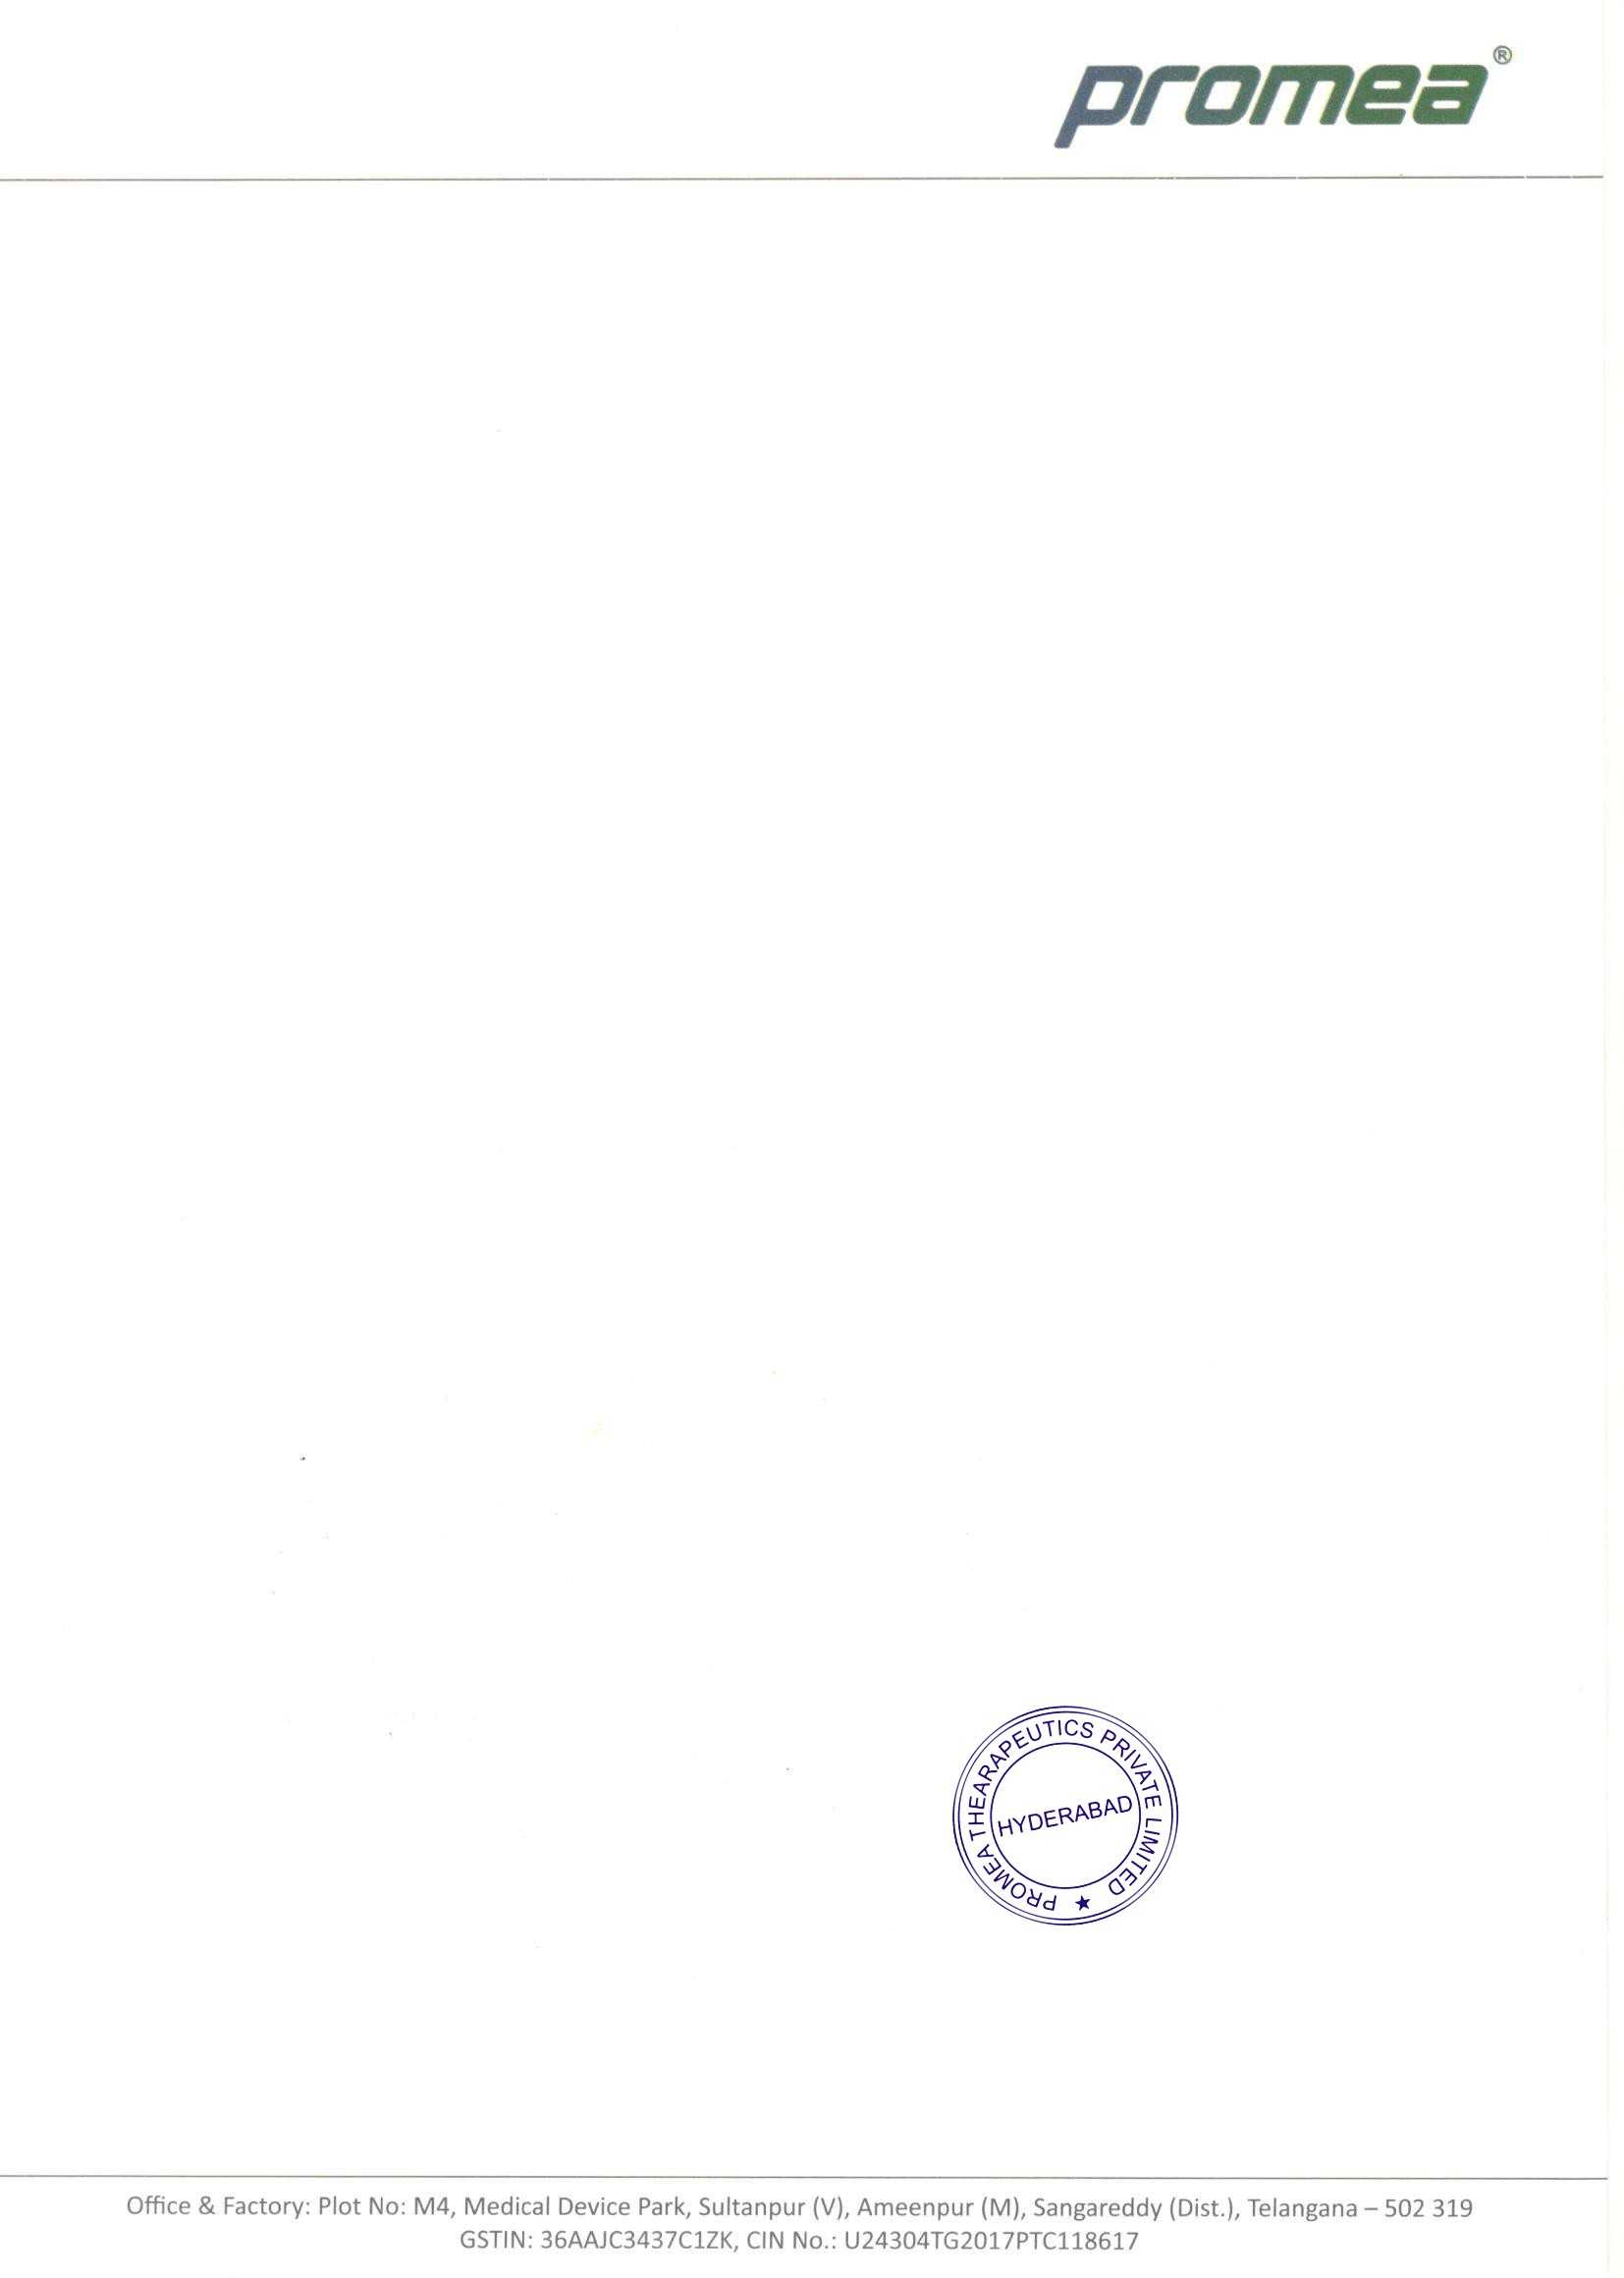 promea®
PROMEA THEARAPEUTICS PRIVATE LIMITED ★
HYDERABAD
Office & Factory: Plot No: M4, Medical Device Park, Sultanpur (V), Ameenpur (M), Sangareddy (Dist.), Telangana – 502 319
GSTIN: 36AAJC3437C1ZK, CIN No.: U24304TG2017PTC118617